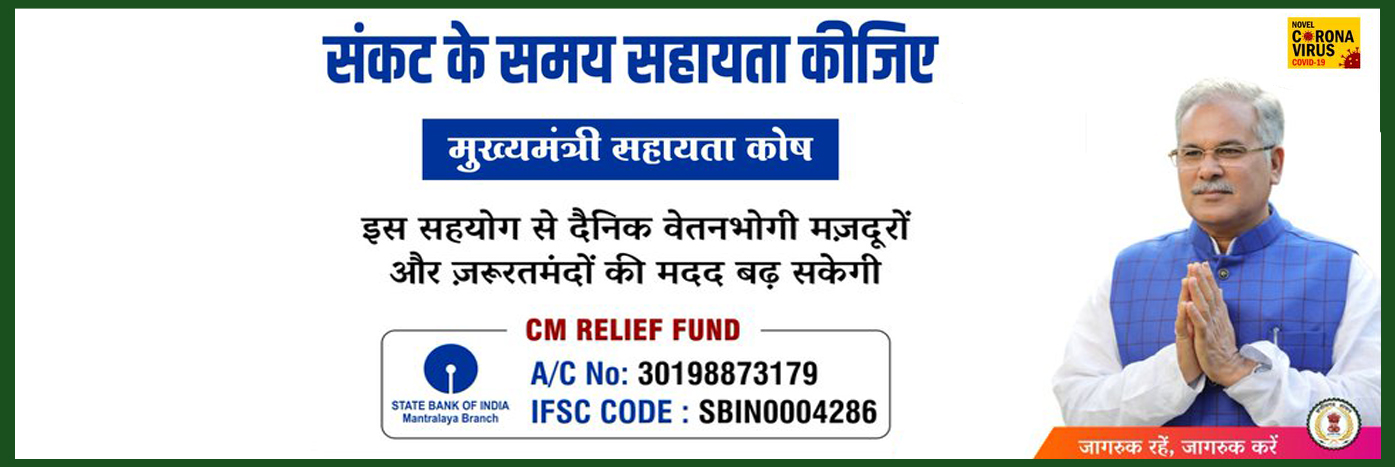 संकट के समय सहायता कीजिए
NOVEL
CORONA
VIRUS
COVID-19
मुख्यमंत्री सहायता कोष
इस सहयोग से दैनिक वेतनभोगी मज़दूरों
और ज़रूरतमंदों की मदद बढ़ सकेगी
CM RELIEF FUND
STATE BANK OF INDIA
Mantralaya Branch
A/C No: 30198873179
IFSC CODE : SBIN0004286
जागरुक रहें, जागरुक करें